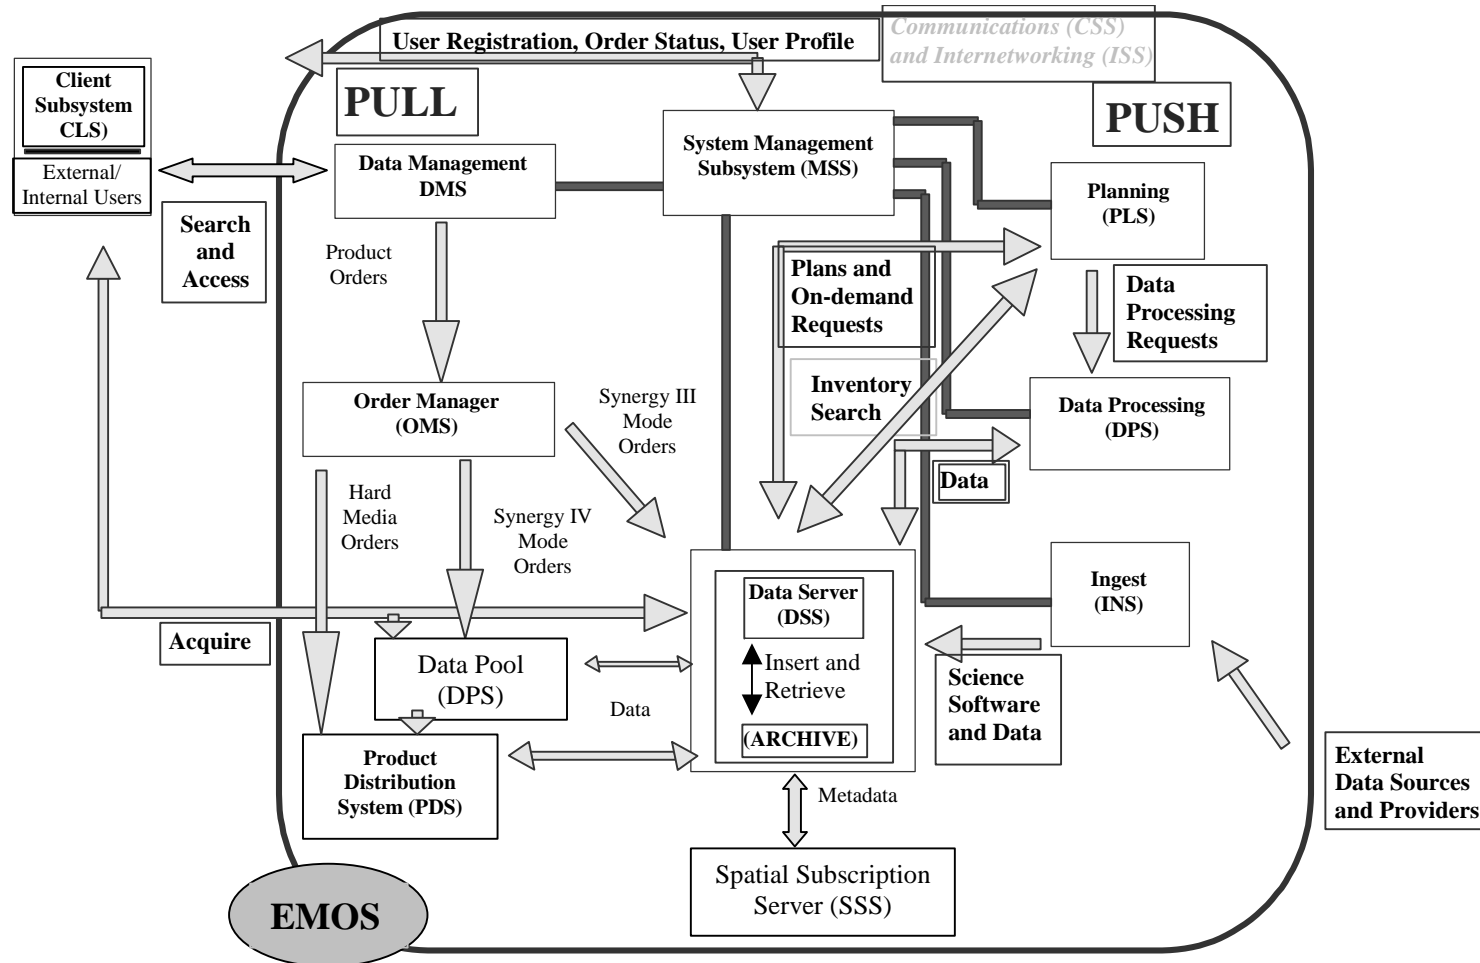 User Registration, Order Status, User Profile
Communications (CSS)
and Internetworking (ISS)
Client
Subsystem
CLS)
External/
Internal Users
PULL
PUSH
Data Management
DMS
System Management
Subsystem (MSS)
Planning
(PLS)
Search
and
Access
Product
Orders
Plans and
On-demand
Requests
Data
Processing
Requests
Inventory
Search
Order Manager
(OMS)
Synergy III
Mode
Orders
Data Processing
(DPS)
Data
Hard
Media
Orders
Synergy IV
Mode
Orders
Ingest
(INS)
Data Server
(DSS)
Insert and
Retrieve
(ARCHIVE)
Acquire
Data Pool
(DPS)
Data
Science
Software
and Data
Product
Distribution
System (PDS)
External
Data Sources
and Providers
Metadata
Spatial Subscription
Server (SSS)
EMOS